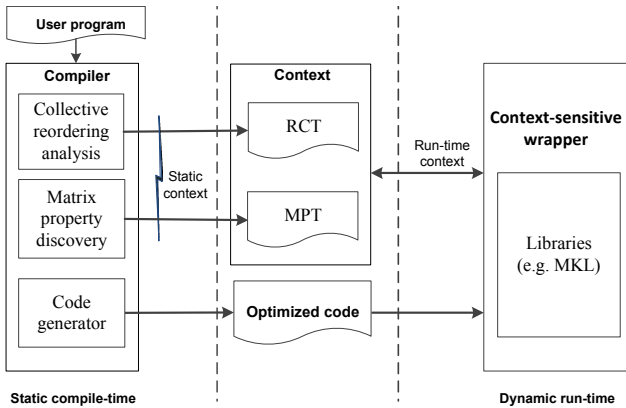 User program
Compiler
Collective
reordering
analysis
Matrix
property
discovery
Code
generator
Static
context
Context
RCT
MPT
Optimized code
Run-time
context
Context-sensitive
wrapper
Libraries
(e.g. MKL)
Static compile-time
Dynamic run-time